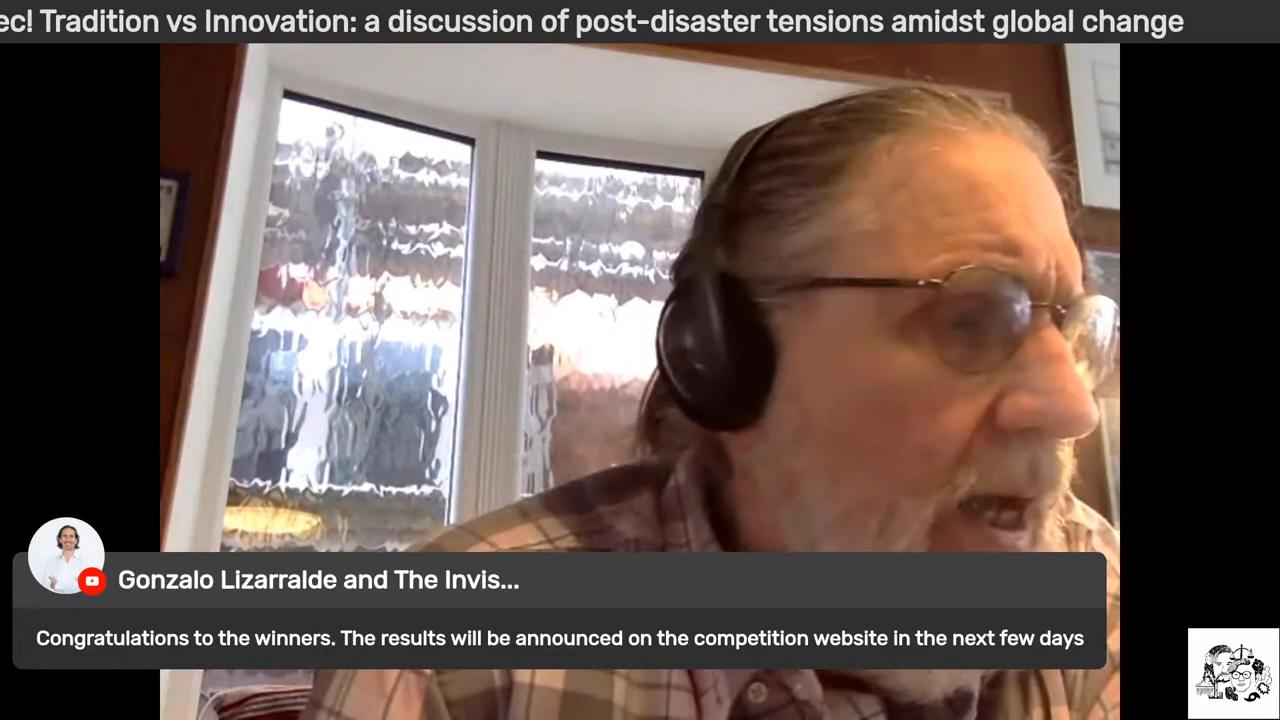 ec! Tradition vs Innovation: a discussion of post-disaster tensions amidst global change
Gonzalo Lizarralde and The Invis...
Congratulations to the winners. The results will be announced on the competition website in the next few days